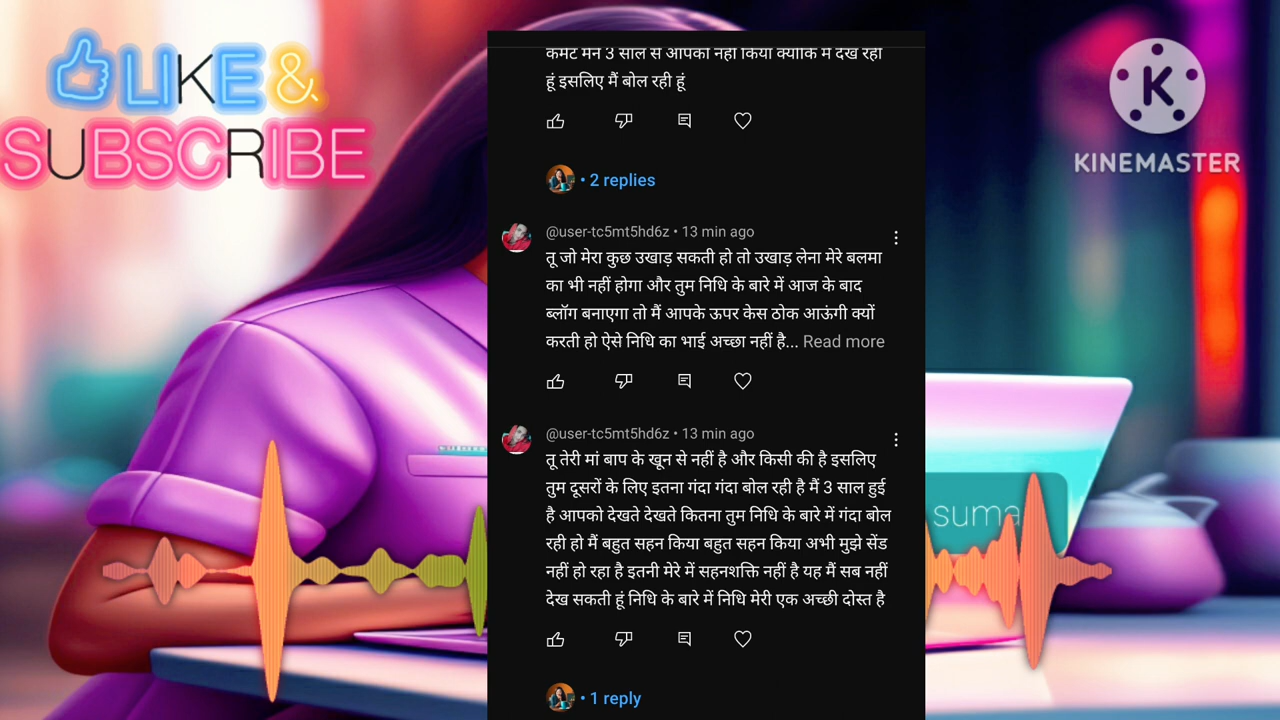 LIKE &
SUBSCRIBE
K
KINEMASTER
हूं इसलिए मैं बोल रही हूं
• 2 replies
@user-tc5mt5hd6z • 13 min ago
तू जो मेरा कुछ उखाड़ सकती हो तो उखाड़ लेना मेरे बलमा
का भी नहीं होगा और तुम निधि के बारे में आज के बाद
ब्लॉग बनाएगा तो मैं आपके ऊपर केस ठोक आऊंगी क्यों
करती हो ऐसे निधि का भाई अच्छा नहीं है... Read more
@user-tc5mt5hd6z • 13 min ago
तू तेरी मां बाप के खून से नहीं है और किसी की है इसलिए
तुम दूसरों के लिए इतना गंदा गंदा बोल रही है मैं 3 साल हुई
है आपको देखते देखते कितना तुम निधि के बारे में गंदा बोल
रही हो मैं बहुत सहन किया बहुत सहन किया अभी मुझे सेंड
नहीं हो रहा है इतनी मेरे में सहनशक्ति नहीं है यह मैं सब नहीं
देख सकती हूं निधि के बारे में निधि मेरी एक अच्छी दोस्त है
• 1 reply
suma